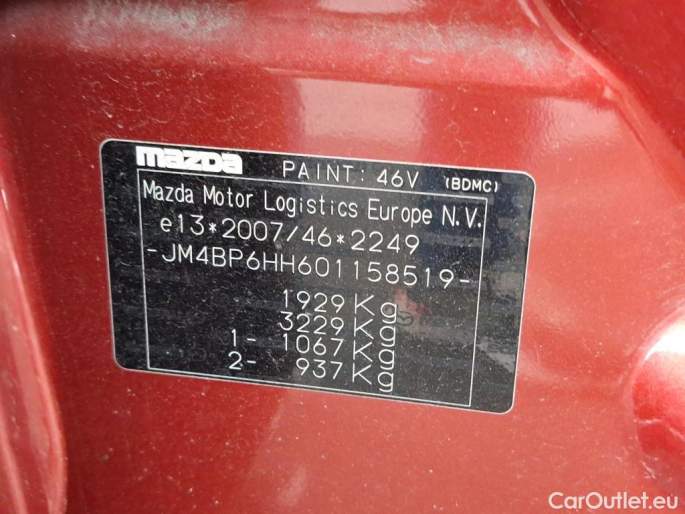 mazda PAINT: 46V (BDMC)
Mazda Motor Logistics Europe N.V.
e13*2007/46*2249
-JM4BP6HH601158519-
1929 Kg
3229 Kg
1- 1067 Kg
2- 937 Kg
CarOutlet.eu